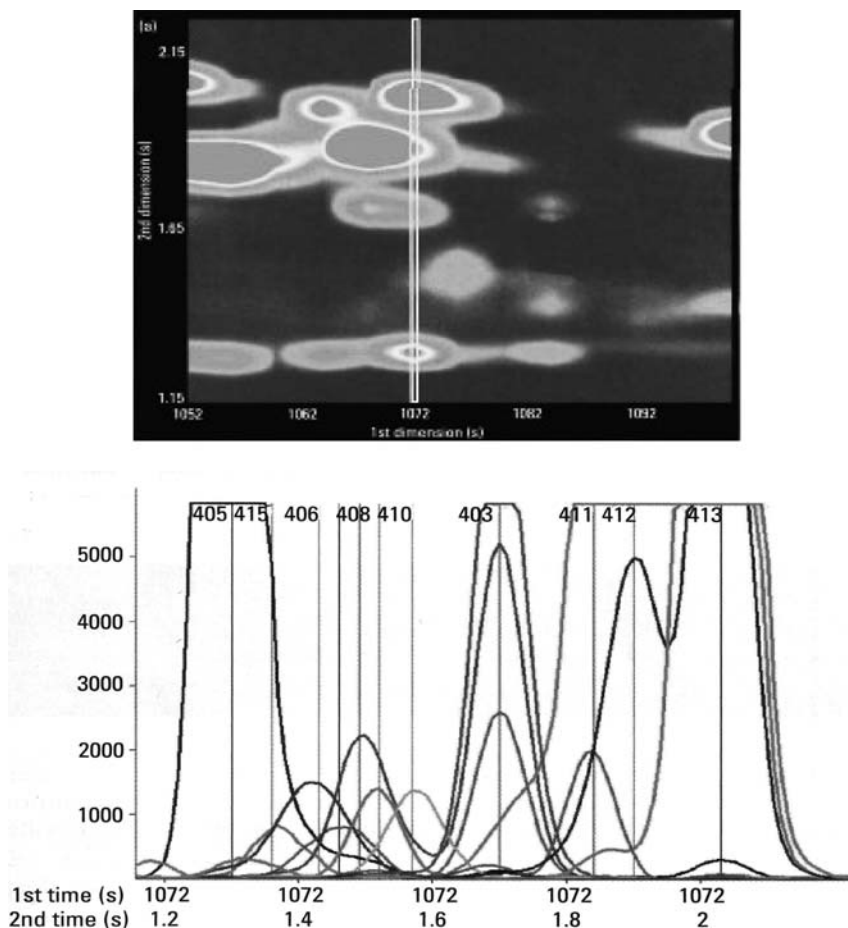 (a)
2.15
2nd dimension (s)
1.65
1.15
1052 1062 1072 1082 1092
1st dimension (s)
405 415 406 408 410 403 411 412 413
5000
4000
3000
2000
1000
1st time (s) 1072 1072 1072 1072 1072
2nd time (s) 1.2 1.4 1.6 1.8 2